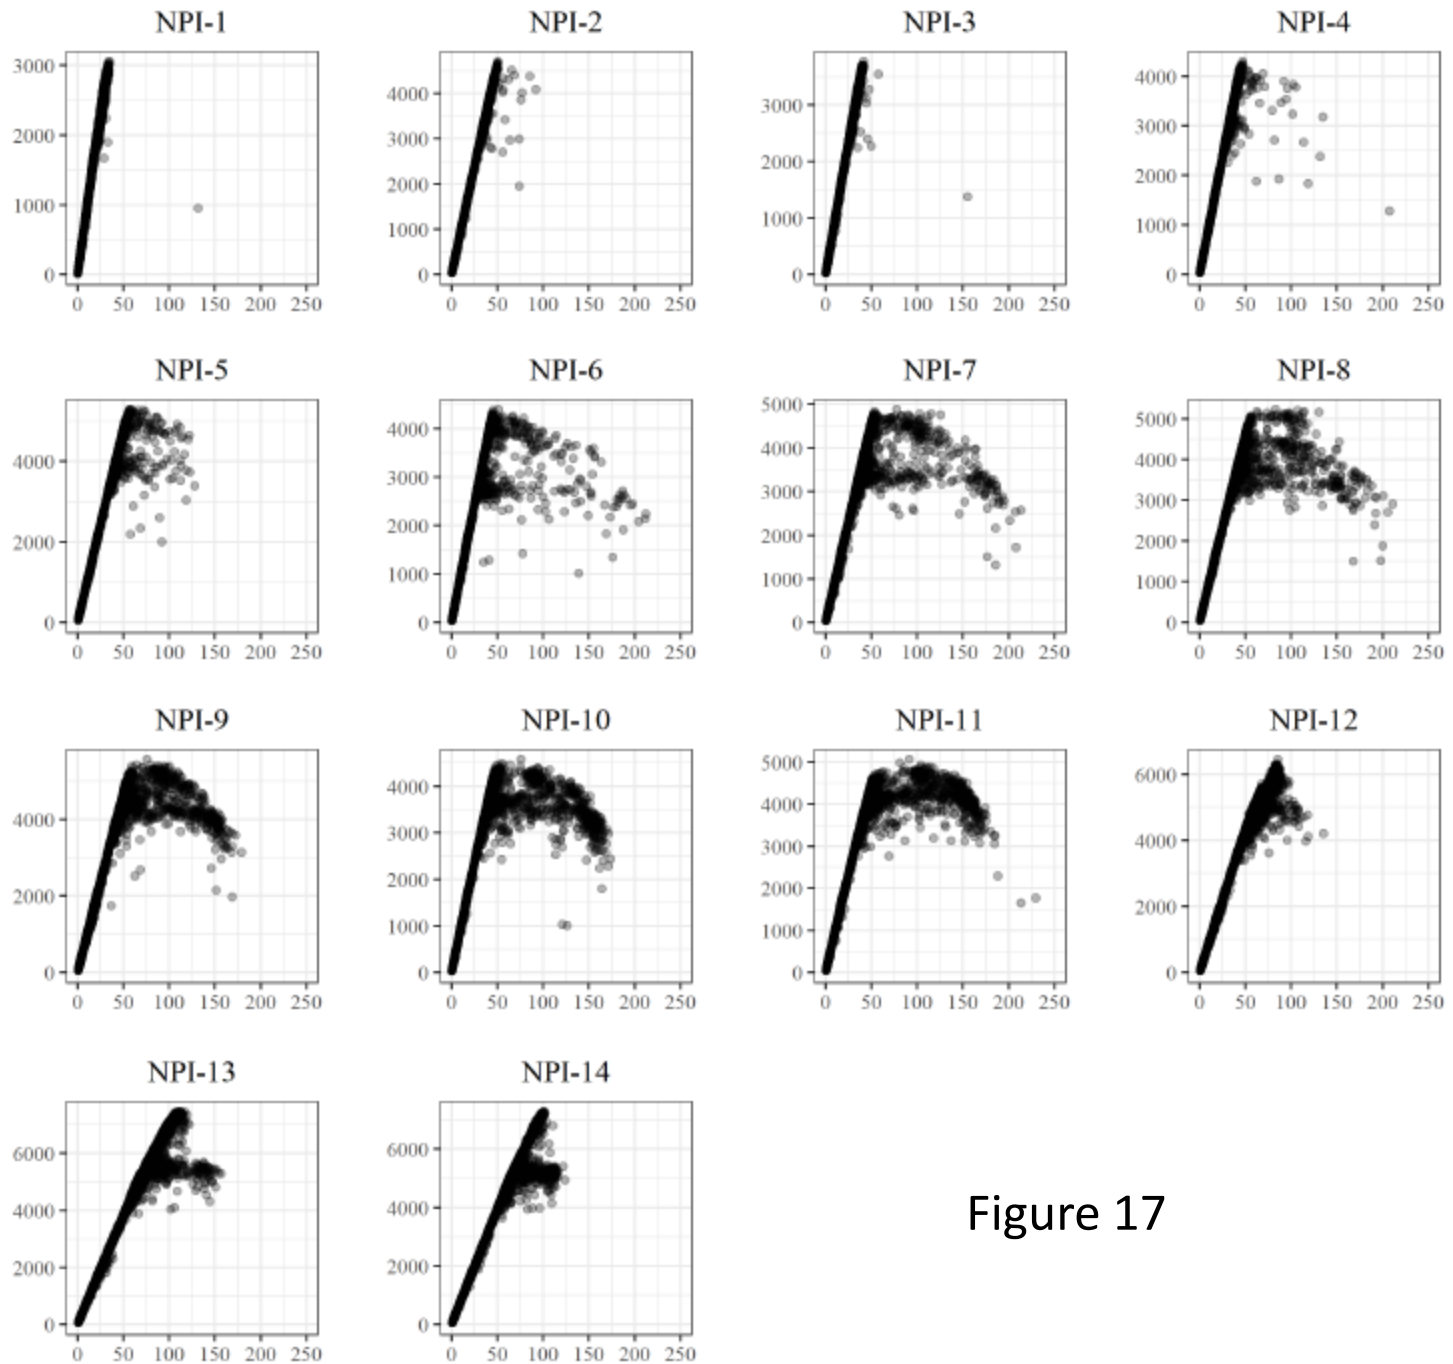 NPI-1 NPI-2 NPI-3 NPI-4
3000 4000 3000 4000
2000 3000 2000 3000
1000 2000 1000 2000
0 1000 0 1000
0 0
0 50 100 150 200 250 0 50 100 150 200 250 0 50 100 150 200 250 0 50 100 150 200 250
NPI-5 NPI-6 NPI-7 NPI-8
4000 4000 5000 5000
2000 3000 4000 4000
0 2000 3000 3000
1000 2000 2000
0 1000 1000
0 0
0 50 100 150 200 250 0 50 100 150 200 250 0 50 100 150 200 250 0 50 100 150 200 250
NPI-9 NPI-10 NPI-11 NPI-12
4000 4000 5000 6000
2000 3000 4000 4000
0 2000 3000 2000
1000 2000 0
0 1000
0
0 50 100 150 200 250 0 50 100 150 200 250 0 50 100 150 200 250 0 50 100 150 200 250
NPI-13 NPI-14
6000 6000
4000 4000
2000 2000
0 0
0 50 100 150 200 250 0 50 100 150 200 250
Figure 17